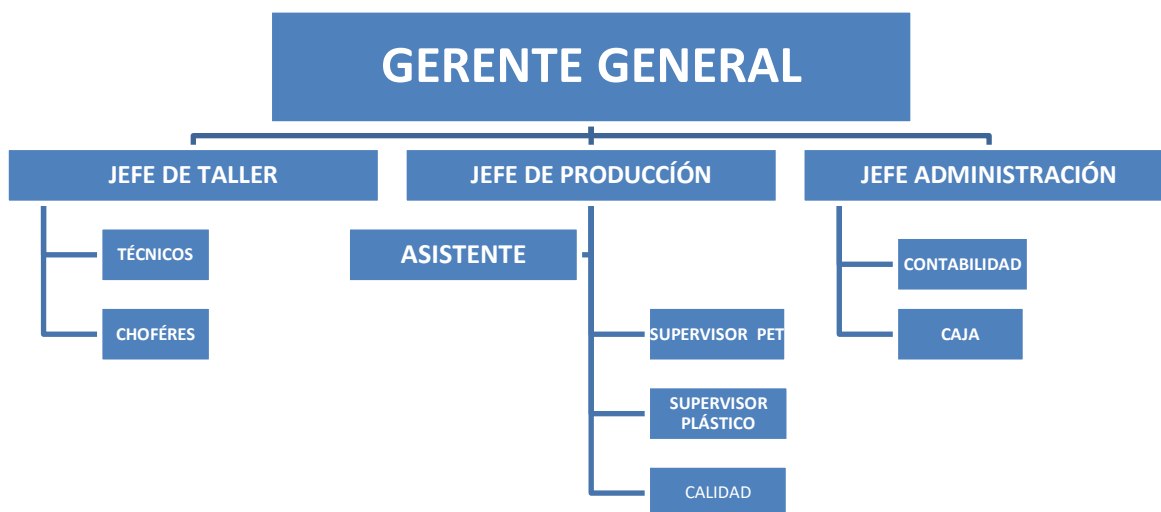 GERENTE GENERAL
JEFE DE TALLER
JEFE DE PRODUCCÍÓN
JEFE ADMINISTRACIÓN
TÉCNICOS
CHOFÉRES
ASISTENTE
SUPERVISOR PET
SUPERVISOR
PLÁSTICO
CALIDAD
CONTABILIDAD
CAJA